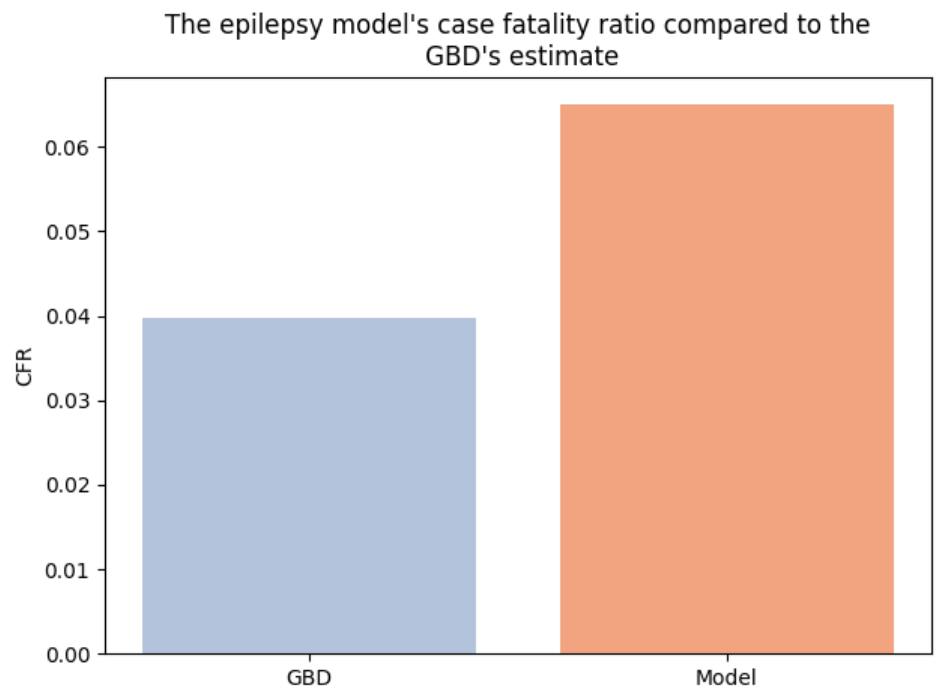 The epilepsy model's case fatality ratio compared to the
GBD's estimate
0.06
0.05
0.04
CFR
0.03
0.02
0.01
0.00
GBD
Model